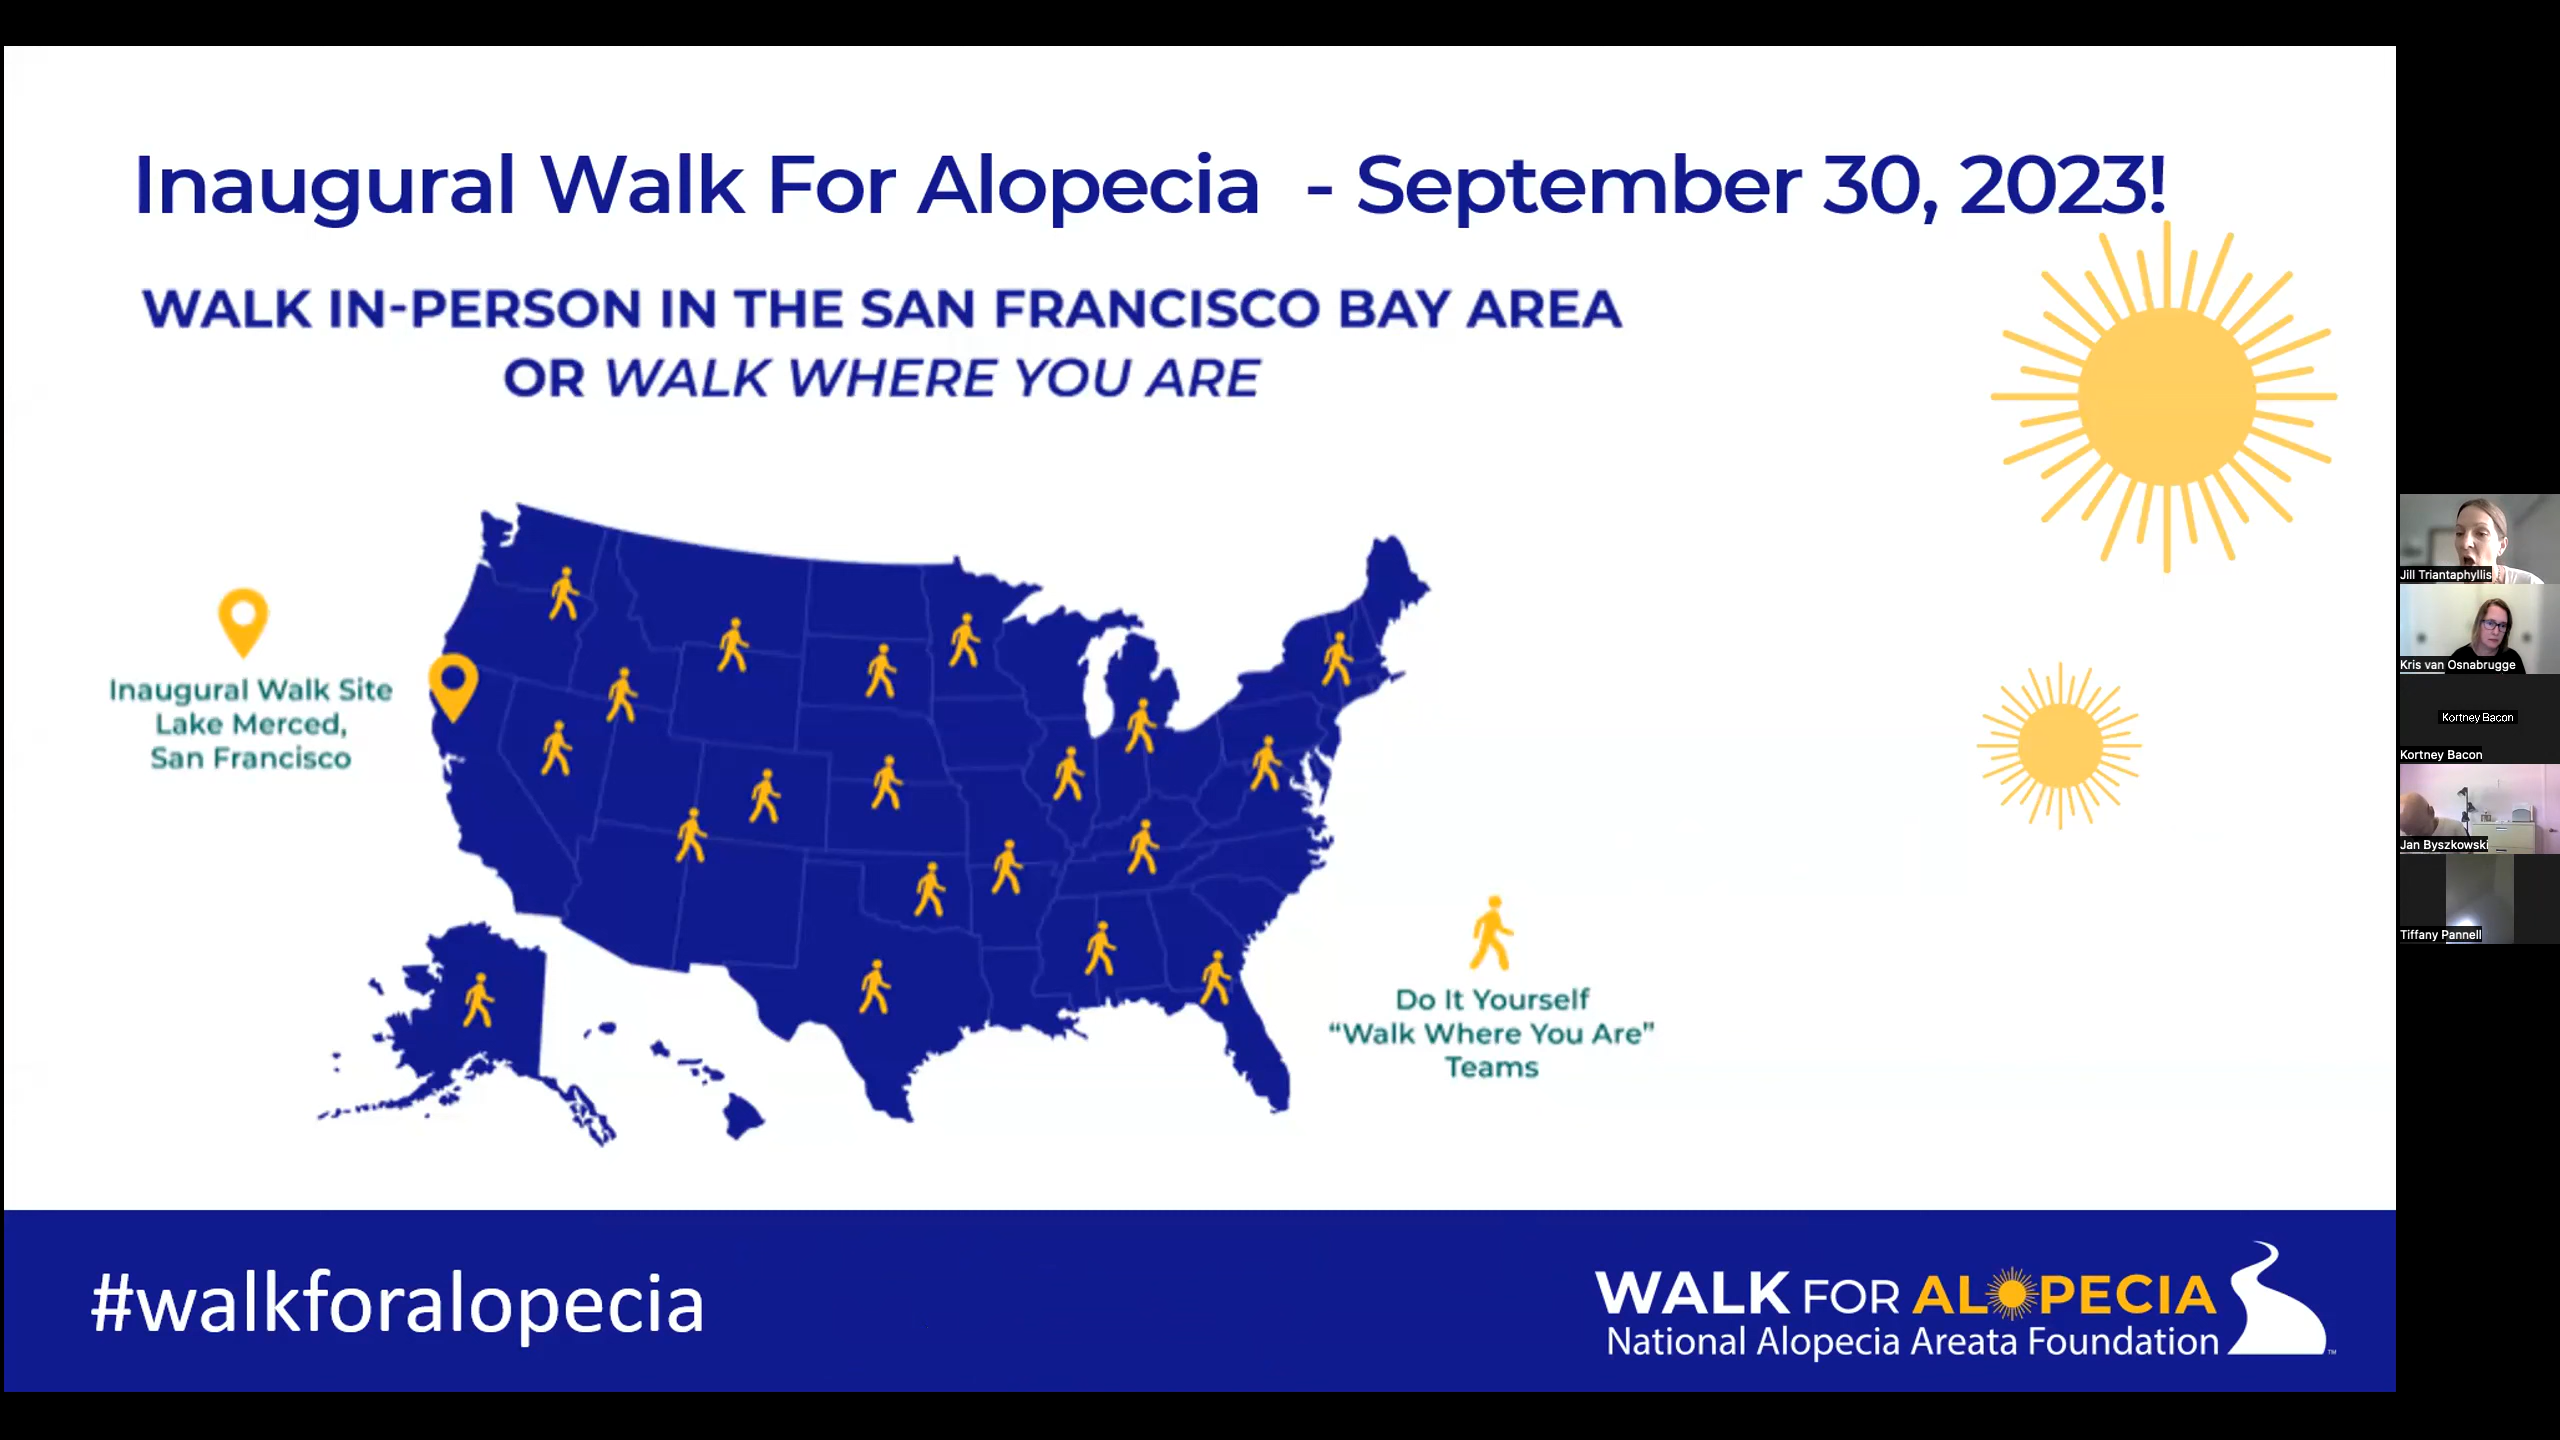 Inaugural Walk For Alopecia - September 30, 2023!
WALK IN-PERSON IN THE SAN FRANCISCO BAY AREA
OR WALK WHERE YOU ARE
Inaugural Walk Site
Lake Merced,
San Francisco
Do It Yourself
“Walk Where You Are”
Teams
#walkforalopecia
WALK FOR ALOPECIA
National Alopecia Areata Foundation
TM
Jill Triantaphyllis
Kris van Osnabrugge
Kortney Bacon
Kortney Bacon
Jan Byszkowski
Tiffany Pannell